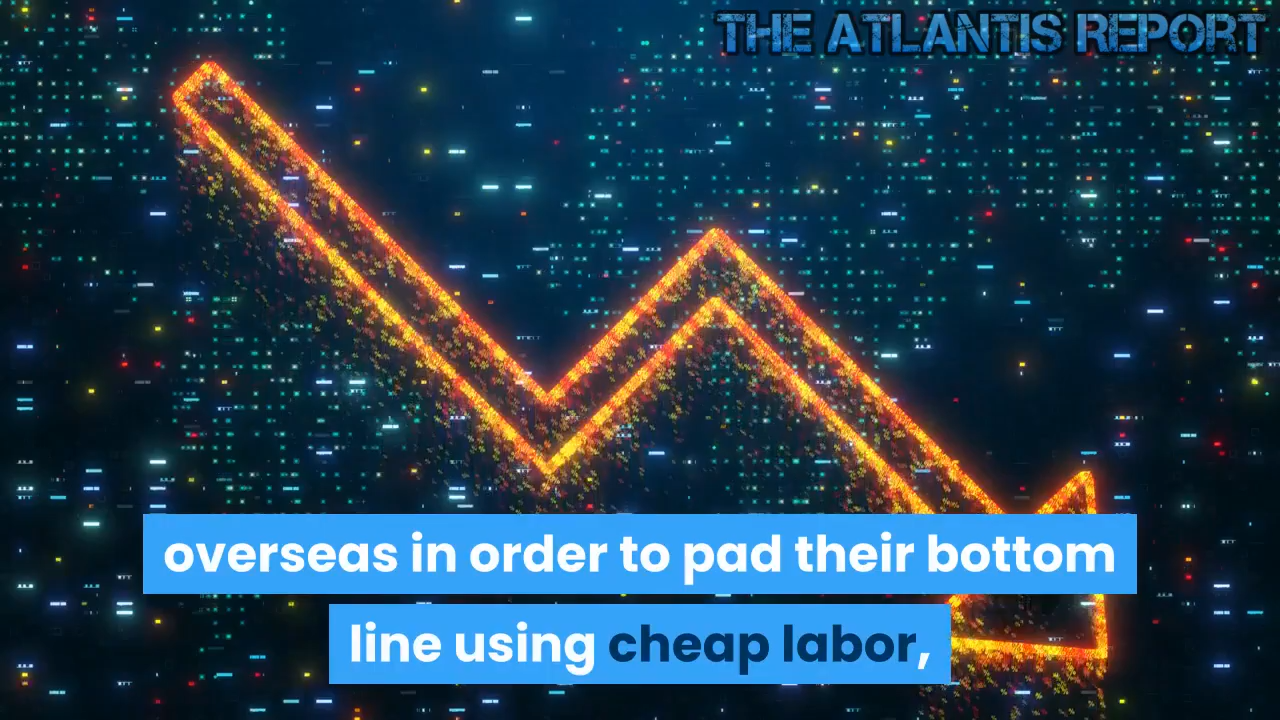 THE ATLANTIS REPORT
overseas in order to pad their bottom
line using cheap labor,